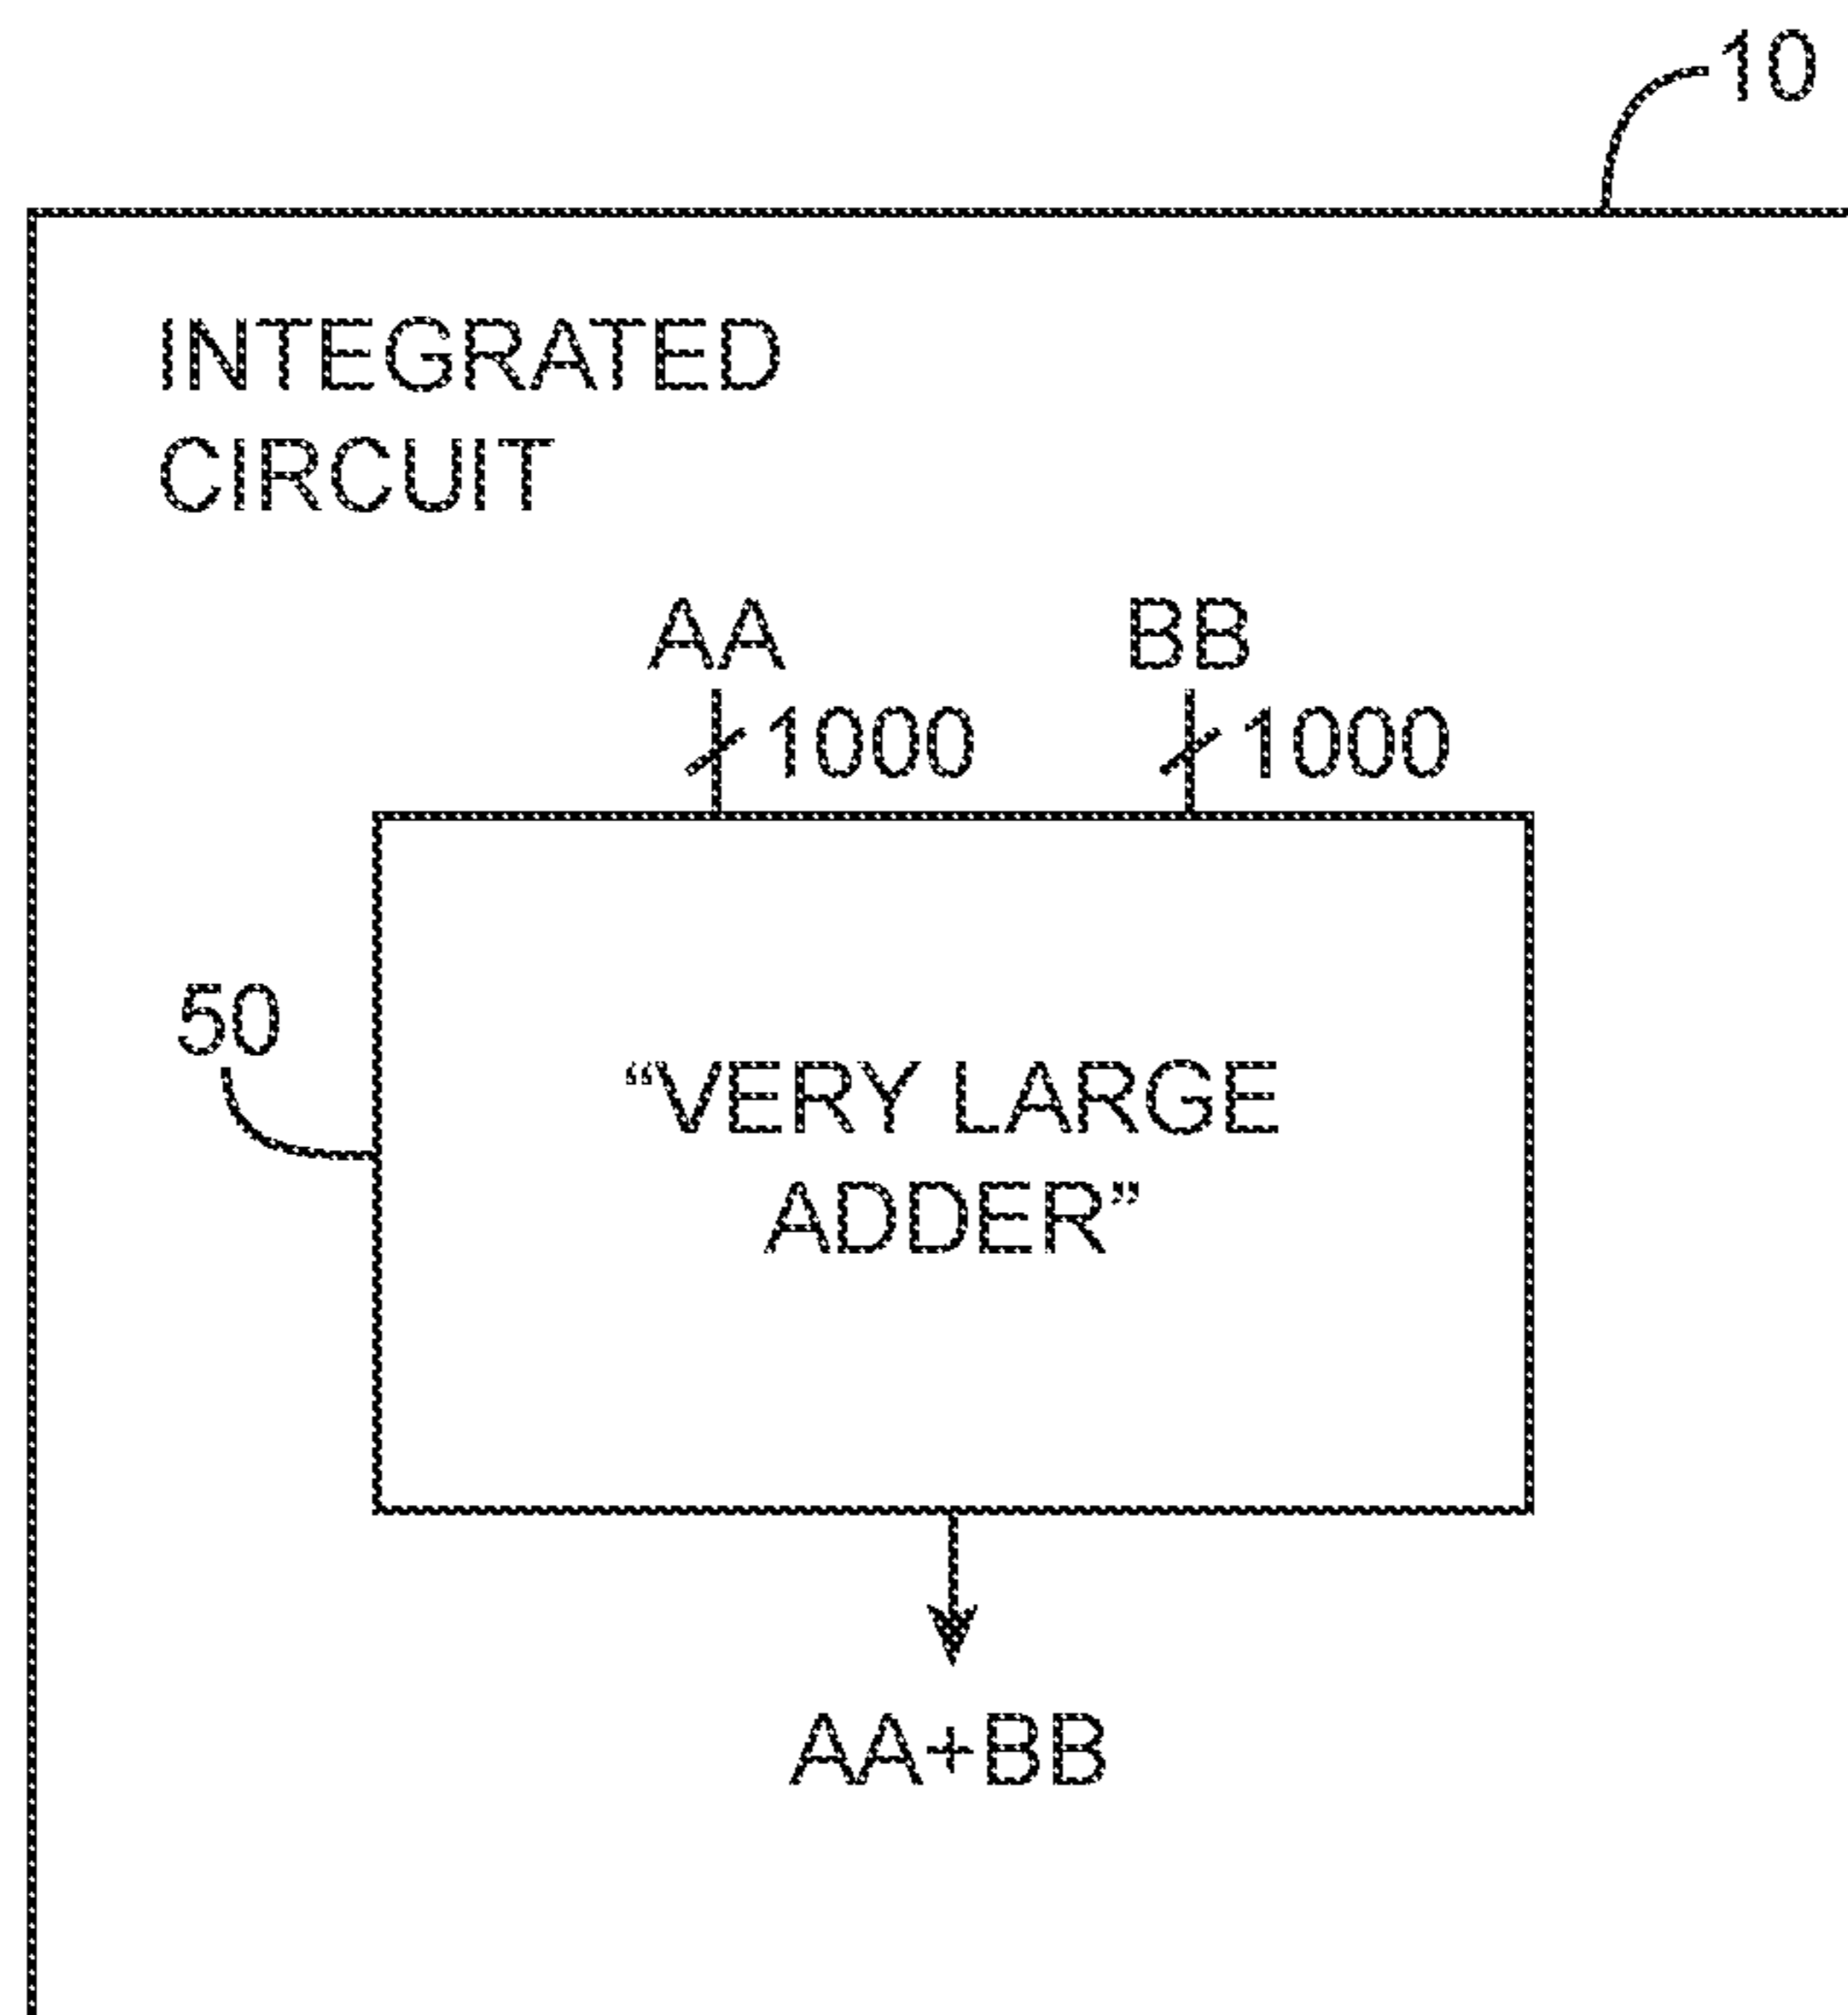 10
INTEGRATED
CIRCUIT
AA BB
1000 1000
50
“VERY LARGE
ADDER”
AA+BB